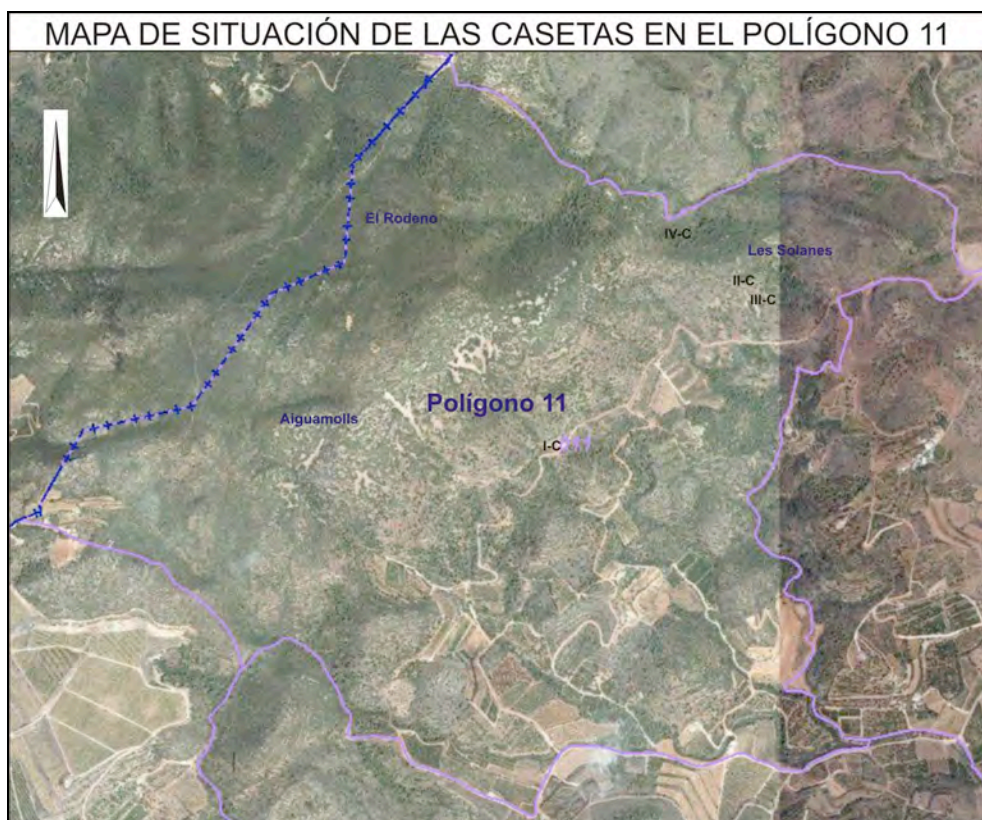 MAPA DE SITUACIÓN DE LAS CASETAS EN EL POLÍGONO 11
El Rodeno
IV-C
Les Solanes
II-C
III-C
Polígono 11
Aiguamolls
I-C